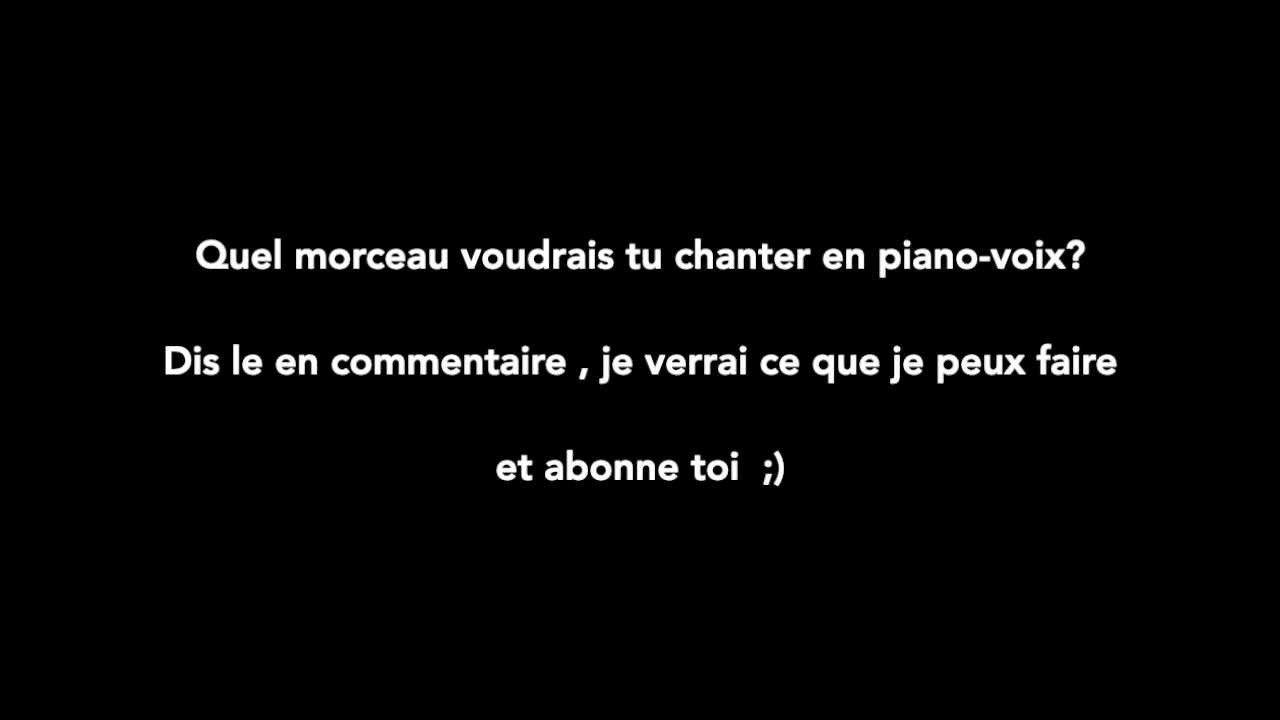 Quel morceau voudrais tu chanter en piano-voix?
Dis le en commentaire , je verrai ce que je peux faire
et abonne toi  ;)